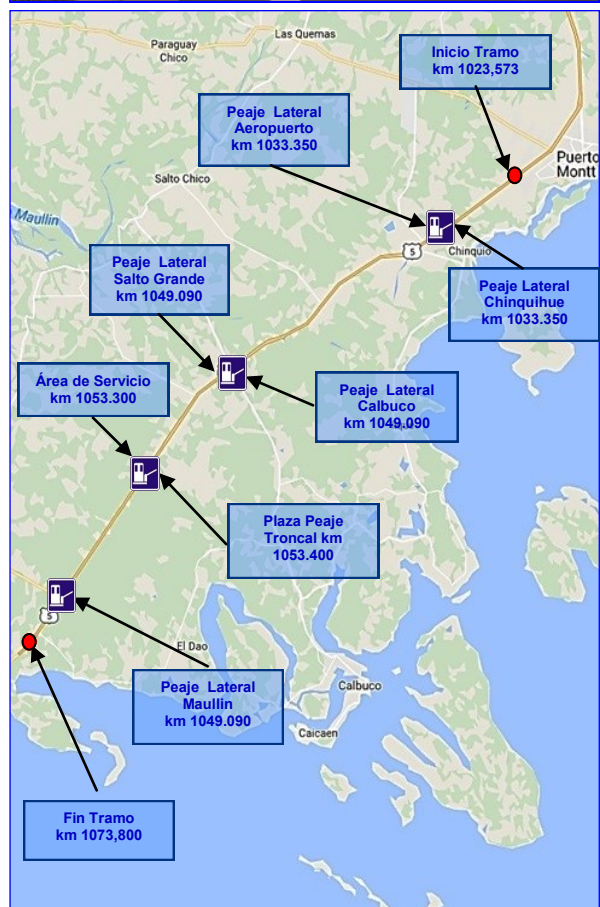 Las Quemas
Paraguay
Chico
Inicio Tramo
km 1023,573
Peaje Lateral
Aeropuerto
km 1033.350
Puerto
Montt
Salto Chico
Maullin
5
Chinquio
Peaje Lateral
Salto Grande
km 1049.090
Peaje Lateral
Chinquihue
km 1033.350
Área de Servicio
km 1053.300
Peaje Lateral
Calbuco
km 1049.090
Plaza Peaje
Troncal km
1053.400
5
El Dao
Peaje Lateral
Maullin
km 1049.090
Calbuco
Caicaen
Fin Tramo
km 1073,800